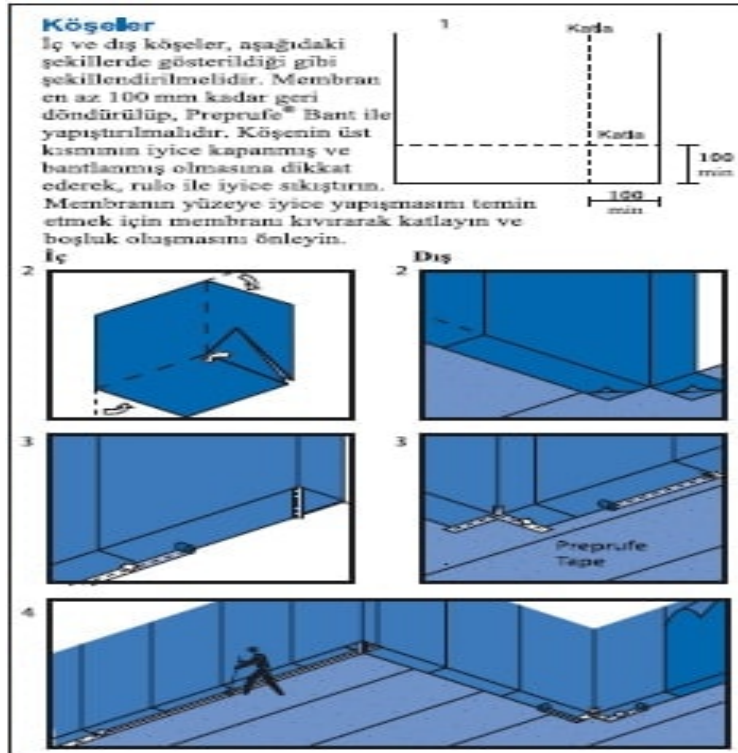 Köşeler
İç ve dış köşeler, aşağıdaki
şekillerde gösterildiği gibi
şekillendirilmelidir. Membran
en az 100 mm kadar geri
döndürülüp, Preprufe® Bant ile
yapıştırılmalıdır. Köşenin üst
kısmının iyice kapanmış ve
bantlanmış olmasına dikkat
ederek, rulo ile iyice sıkıştırın.
Membranın yüzeye iyice yapışmasını temin
etmek için membranı kıvırarak katlayın ve
boşluk oluşmasını önleyin.
1
Katla
Katla
100
min
100
min
İç
Dış
2
2
3
3
Preprufe
Tape
4